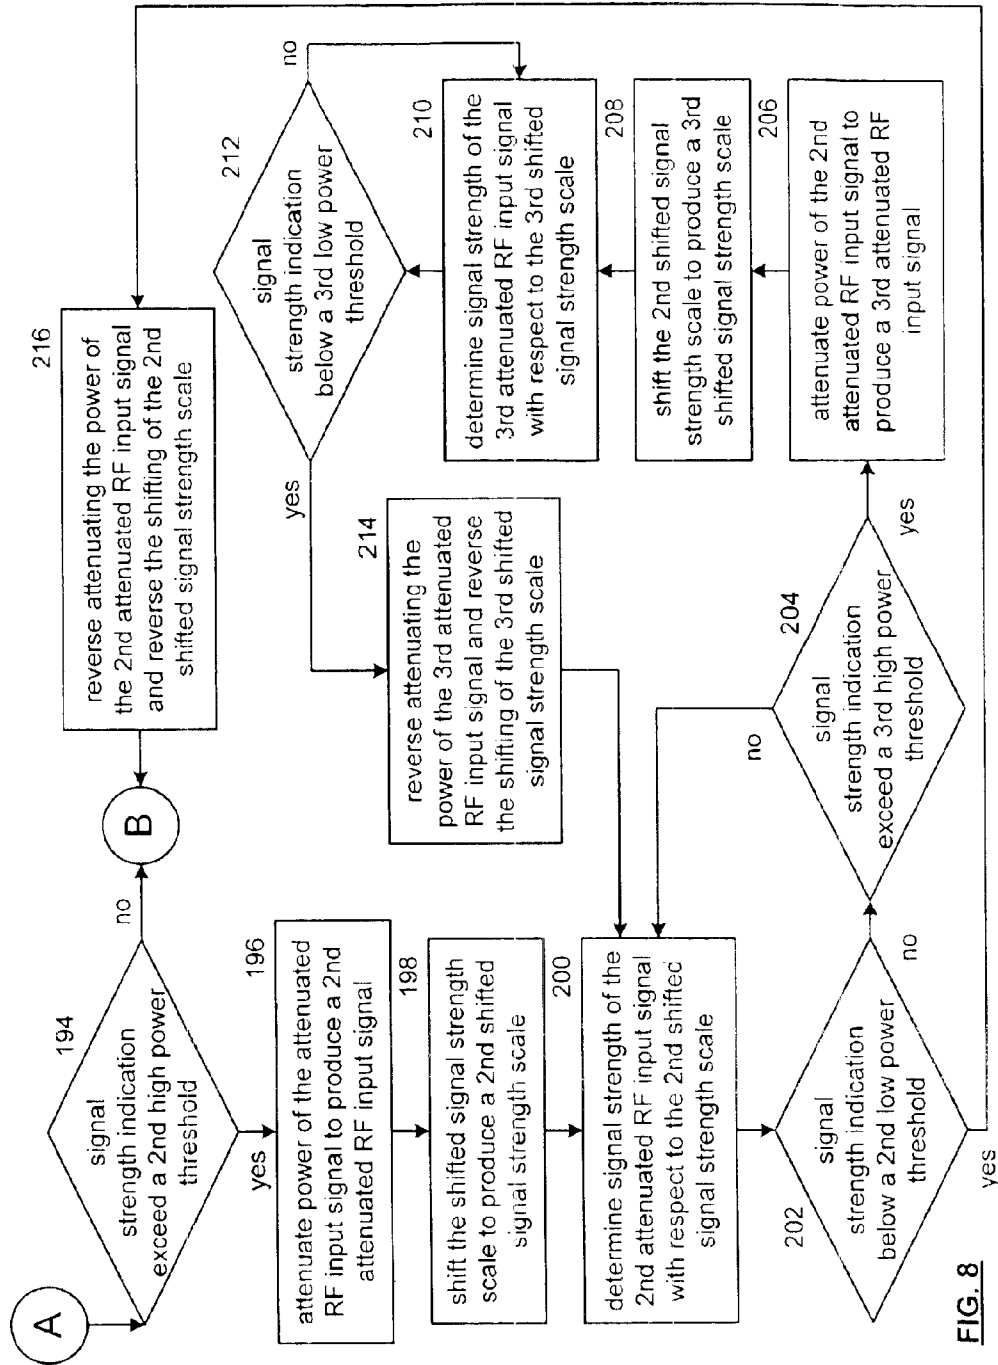 A
194
signal
strength indication
exceed a 2nd high power
threshold
no
B
yes
196
attenuate power of the attenuated
RF input signal to produce a 2nd
attenuated RF input signal
198
shift the shifted signal strength
scale to produce a 2nd shifted
signal strength scale
200
determine signal strength of the
2nd attenuated RF input signal
with respect to the 2nd shifted
signal strength scale
202
signal
strength indication
below a 2nd low power
threshold
no
yes
204
signal
strength indication
exceed a 3rd high power
threshold
no
yes
206
attenuate power of the 2nd
attenuated RF input signal to
produce a 3rd attenuated RF
input signal
208
shift the 2nd shifted signal
strength scale to produce a 3rd
shifted signal strength scale
210
determine signal strength of the
3rd attenuated RF input signal
with respect to the 3rd shifted
signal strength scale
212
signal
strength indication
below a 3rd low power
threshold
no
yes
214
reverse attenuating the
power of the 3rd attenuated
RF input signal and reverse
the shifting of the 3rd shifted
signal strength scale
216
reverse attenuating the power of
the 2nd attenuated RF input signal
and reverse the shifting of the 2nd
shifted signal strength scale
FIG. 8